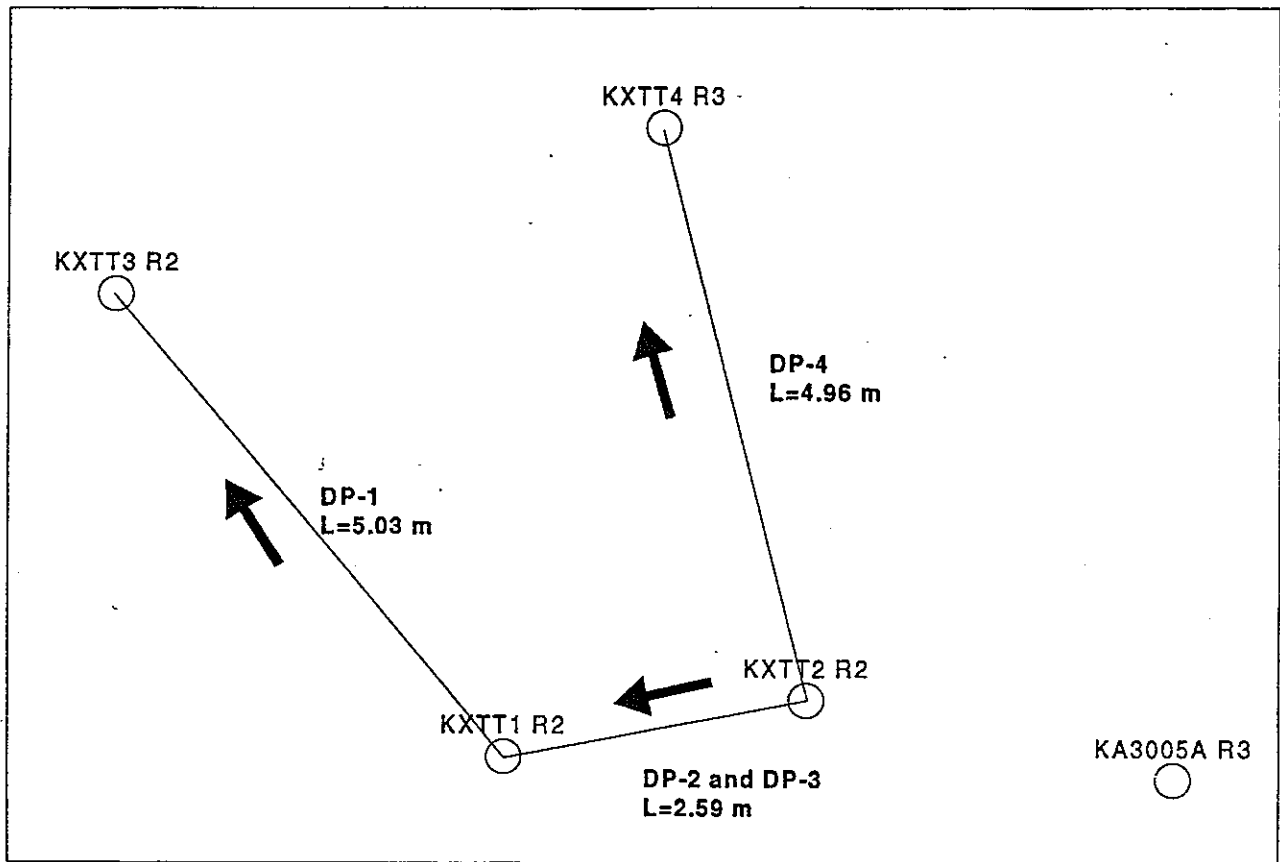 KXTT4 R3
KXTT3 R2
DP-4
L=4.96 m
DP-1
L=5.03 m
KXTT2 R2
KXTT1 R2
KA3005A R3
DP-2 and DP-3
L=2.59 m